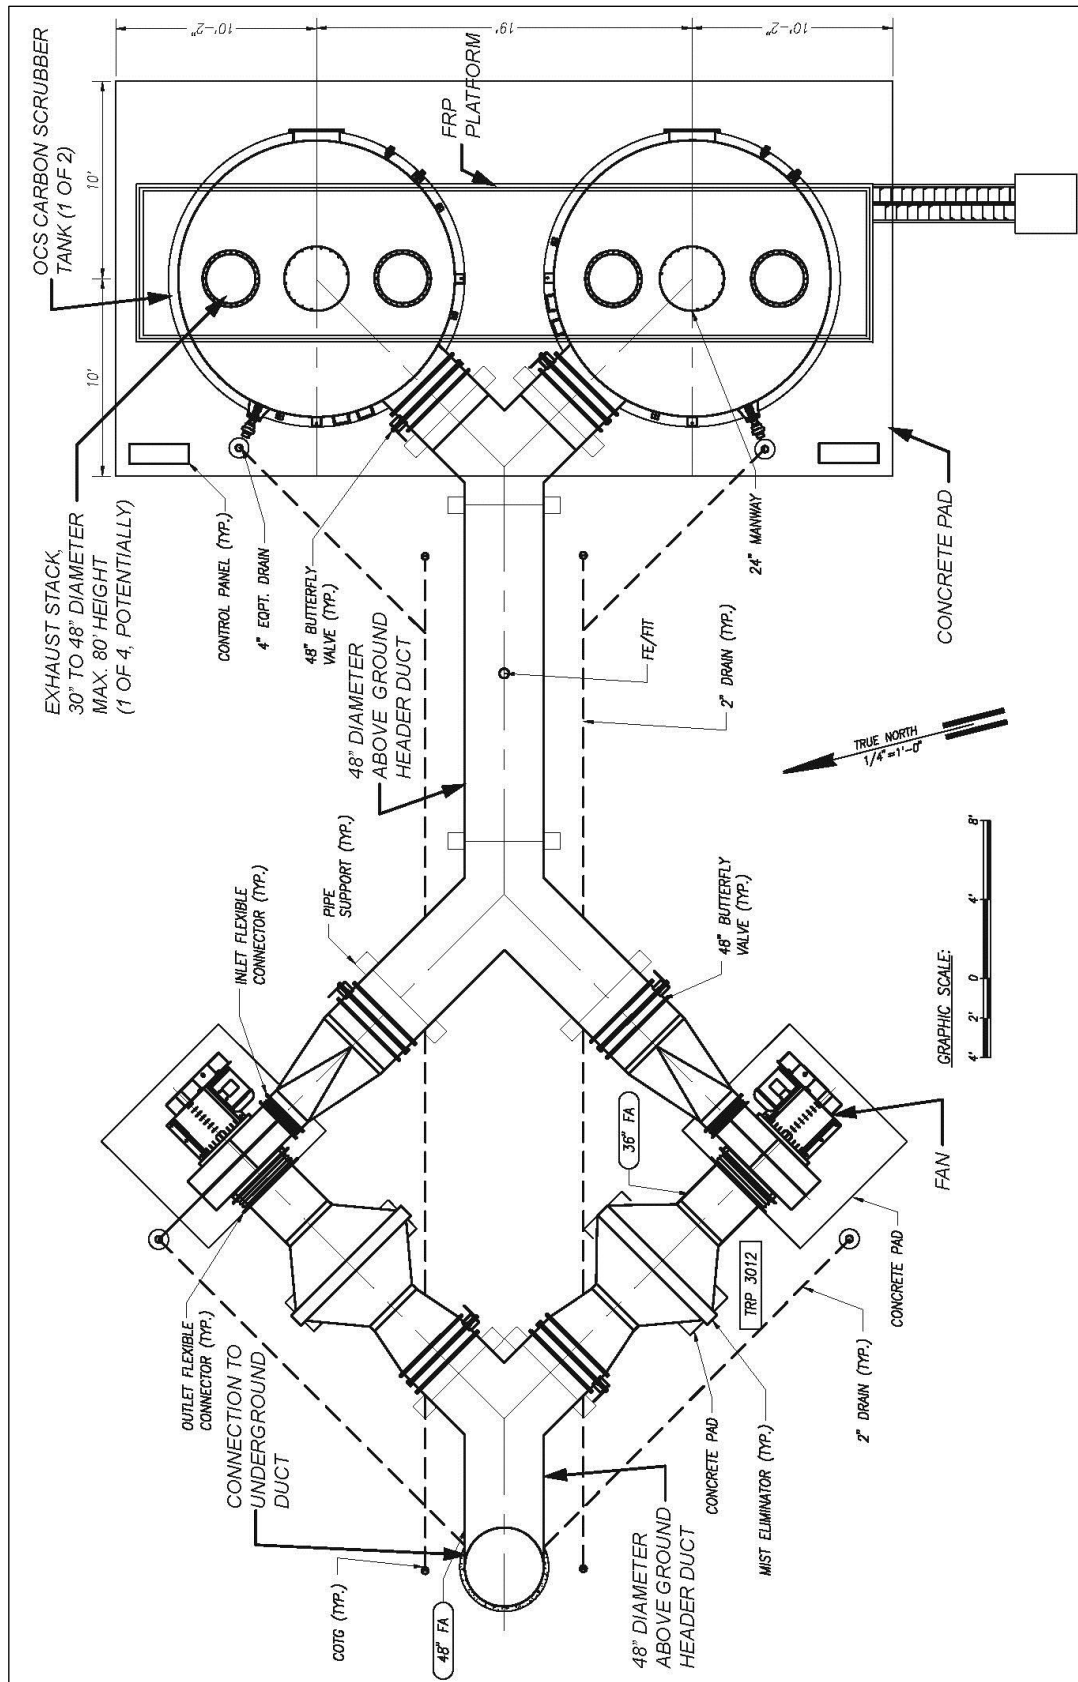 10'-2"
19'
10'-2"
10'
10'
OCS CARBON SCRUBBER
TANK (1 OF 2)
FRP
PLATFORM
EXHAUST STACK,
30" TO 48" DIAMETER
MAX. 80' HEIGHT
(1 OF 4, POTENTIALLY)
CONTROL PANEL (TYP.)
4" EQPT. DRAIN
48" BUTTERFLY
VALVE (TYP.)
48" DIAMETER
ABOVE GROUND
HEADER DUCT
FE/FIT
2" DRAIN (TYP.)
24" MANWAY
CONCRETE PAD
TRUE NORTH
1/4"=1'-0"
PIPE
SUPPORT (TYP.)
INLET FLEXIBLE
CONNECTOR (TYP.)
48" BUTTERFLY
VALVE (TYP.)
GRAPHIC SCALE:
4' 2' 0 4' 8'
FAN
36" FA
TRP 3012
CONCRETE PAD
2" DRAIN (TYP.)
OUTLET FLEXIBLE
CONNECTOR (TYP.)
CONNECTION TO
UNDERGROUND
DUCT
COTG (TYP.)
48" FA
48" DIAMETER
ABOVE GROUND
HEADER DUCT
CONCRETE PAD
MIST ELIMINATOR (TYP.)